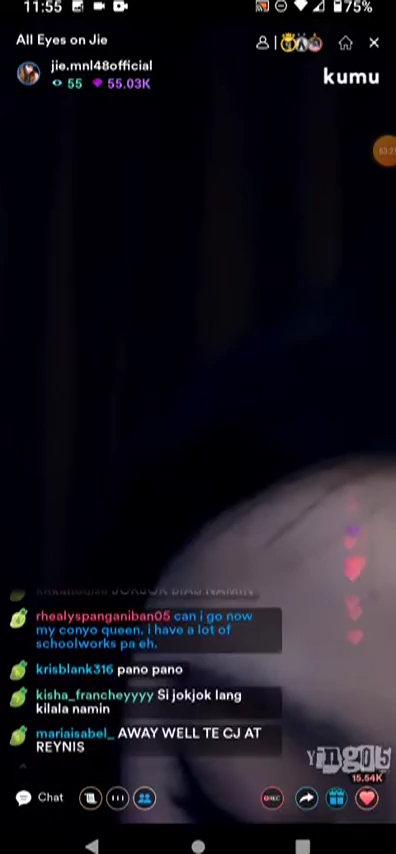 11:55
75%
All Eyes on Jie
jie.mnl48official
55 55.03K
kumu
rhealyspanganiban05 can i go now
my conyo queen. i have a lot of
schoolworks pa eh.
krisblank316 pano pano
kisha_francheyyyy Si jokjok lang
kilala namin
mariaisabel_ AWAY WELL TE CJ AT
REYNIS
Ying05
15.54K
Chat
REC